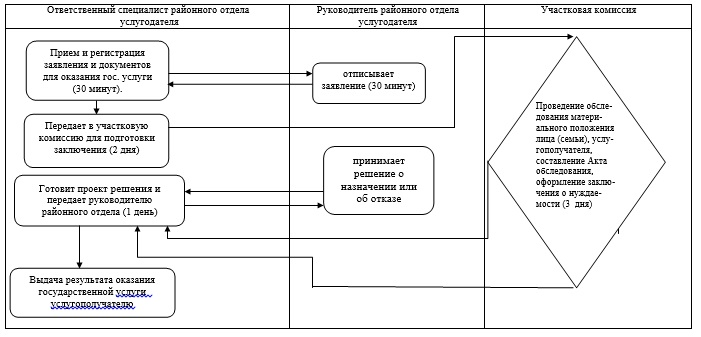 Ответственный специалист районного отдела
услугодателя
Руководитель районного отдела
услугодателя
Участковая комиссия
Прием и регистрация
заявления и документов
для оказания гос. услуги
(30 минут).
отписывает
заявление (30 минут)
Передает в участковую
комиссию для подготовки
заключения (2 дня)
Проведение обсле-
дования матери-
ального положения
лица (семьи), услу-
гополучателя,
составление Акта
обследования,
оформление заклю-
чения о нуждае-
мости (3 дня)
принимает
решение о
назначении или
об отказе
Готовит проект решения и
передает руководителю
районного отдела (1 день)
Выдача результата оказания
государственной услуги
услугополучателю